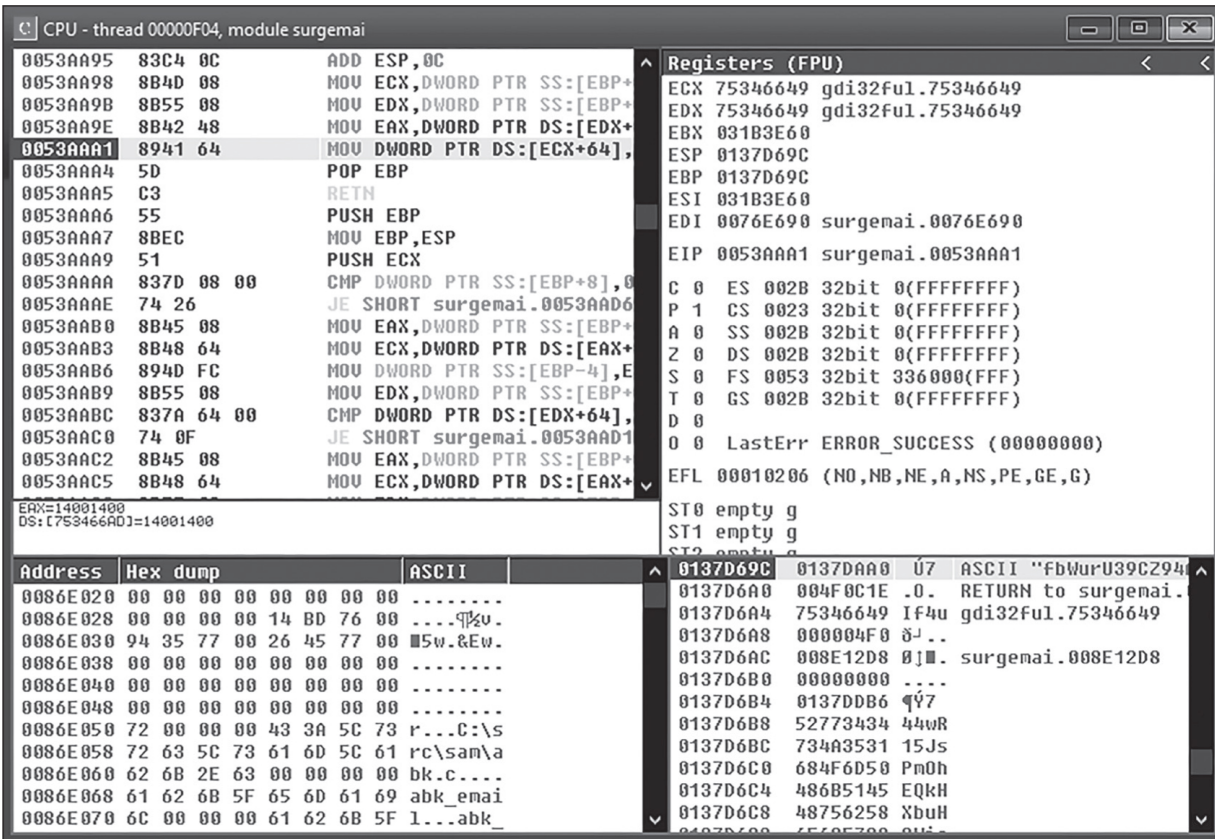 CPU - thread 00000F04, module surgemai
0053AA95 83C4 0C ADD ESP,0C
0053AA98 8B4D 08 MOV ECX,DWORD PTR SS:[EBP+
0053AA9B 8B55 08 MOV EDX,DWORD PTR SS:[EBP+
0053AA9E 8B42 48 MOV EAX,DWORD PTR DS:[EDX+
0053AAA1 8941 64 MOV DWORD PTR DS:[ECX+64],
0053AAA4 5D POP EBP
0053AAA5 C3 RETN
0053AAA6 55 PUSH EBP
0053AAA7 8BEC MOV EBP,ESP
0053AAA9 51 PUSH ECX
0053AAAA 837D 08 00 CMP DWORD PTR SS:[EBP+8],0
0053AAAE 74 26 JE SHORT surgemai.0053AAD6
0053AAB0 8B45 08 MOV EAX,DWORD PTR SS:[EBP+
0053AAB3 8B48 64 MOV ECX,DWORD PTR DS:[EAX+
0053AAB6 894D FC MOV DWORD PTR SS:[EBP-4],E
0053AAB9 8B55 08 MOV EDX,DWORD PTR SS:[EBP+
0053AABC 837A 64 00 CMP DWORD PTR DS:[EDX+64],
0053AAC0 74 0F JE SHORT surgemai.0053AAD1
0053AAC2 8B45 08 MOV EAX,DWORD PTR SS:[EBP+
0053AAC5 8B48 64 MOV ECX,DWORD PTR DS:[EAX+
EAX=14001400
DS:[753466AD]=14001400
Registers (FPU) < <
ECX 75346649 gdi32ful.75346649
EDX 75346649 gdi32ful.75346649
EBX 031B3E60
ESP 0137D69C
EBP 0137D69C
ESI 031B3E60
EDI 0076E690 surgemai.0076E690
EIP 0053AAA1 surgemai.0053AAA1
C 0 ES 002B 32bit 0(FFFFFFFF)
P 1 CS 0023 32bit 0(FFFFFFFF)
A 0 SS 002B 32bit 0(FFFFFFFF)
Z 0 DS 002B 32bit 0(FFFFFFFF)
S 0 FS 0053 32bit 336000(FFF)
T 0 GS 002B 32bit 0(FFFFFFFF)
D 0
O 0 LastErr ERROR_SUCCESS (00000000)
EFL 00010206 (NO,NB,NE,A,NS,PE,GE,G)
ST0 empty g
ST1 empty g
ST2 empty g
Address Hex dump ASCII
0086E020 00 00 00 00 00 00 00 00 ........
0086E028 00 00 00 00 14 BD 76 00 ....¶½v.
0086E030 94 35 77 00 26 45 77 00 ■5w.&Ew.
0086E038 00 00 00 00 00 00 00 00 ........
0086E040 00 00 00 00 00 00 00 00 ........
0086E048 00 00 00 00 00 00 00 00 ........
0086E050 72 00 00 00 43 3A 5C 73 r...C:\s
0086E058 72 63 5C 73 61 6D 5C 61 rc\sam\a
0086E060 62 6B 2E 63 00 00 00 00 bk.c....
0086E068 61 62 6B 5F 65 6D 61 69 abk_emai
0086E070 6C 00 00 00 61 62 6B 5F l...abk_
0137D69C 0137DAA0 Ú7 ASCII "fbWurU39CZ94
0137D6A0 004F0C1E .O. RETURN to surgemai.
0137D6A4 75346649 If4u gdi32ful.75346649
0137D6A8 000004F0 ð┘..
0137D6AC 008E12D8 Ø↕■. surgemai.008E12D8
0137D6B0 00000000 ....
0137D6B4 0137DDB6 ¶Ý7
0137D6B8 52773434 44wR
0137D6BC 734A3531 15Js
0137D6C0 684F6D50 PmOh
0137D6C4 486B5145 EQkH
0137D6C8 48756258 XbuH